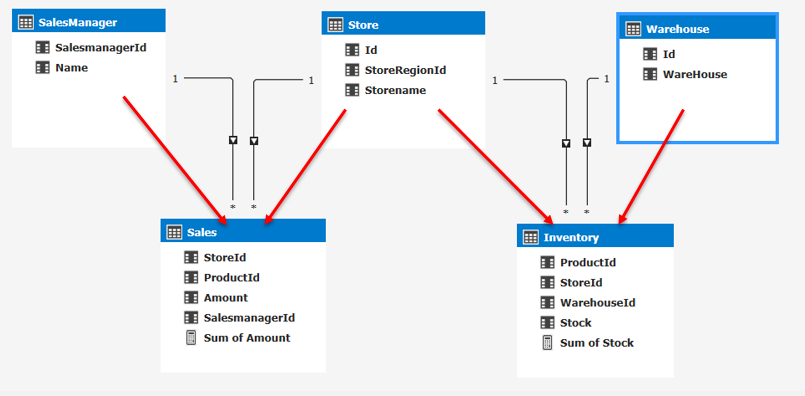 SalesManager
SalesmanagerId
Name
Store
Id
StoreRegionId
Storename
Warehouse
Id
WareHouse
1
1
1
1
*
*
*
*
Sales
StoreId
ProductId
Amount
SalesmanagerId
Sum of Amount
Inventory
ProductId
StoreId
WarehouseId
Stock
Sum of Stock